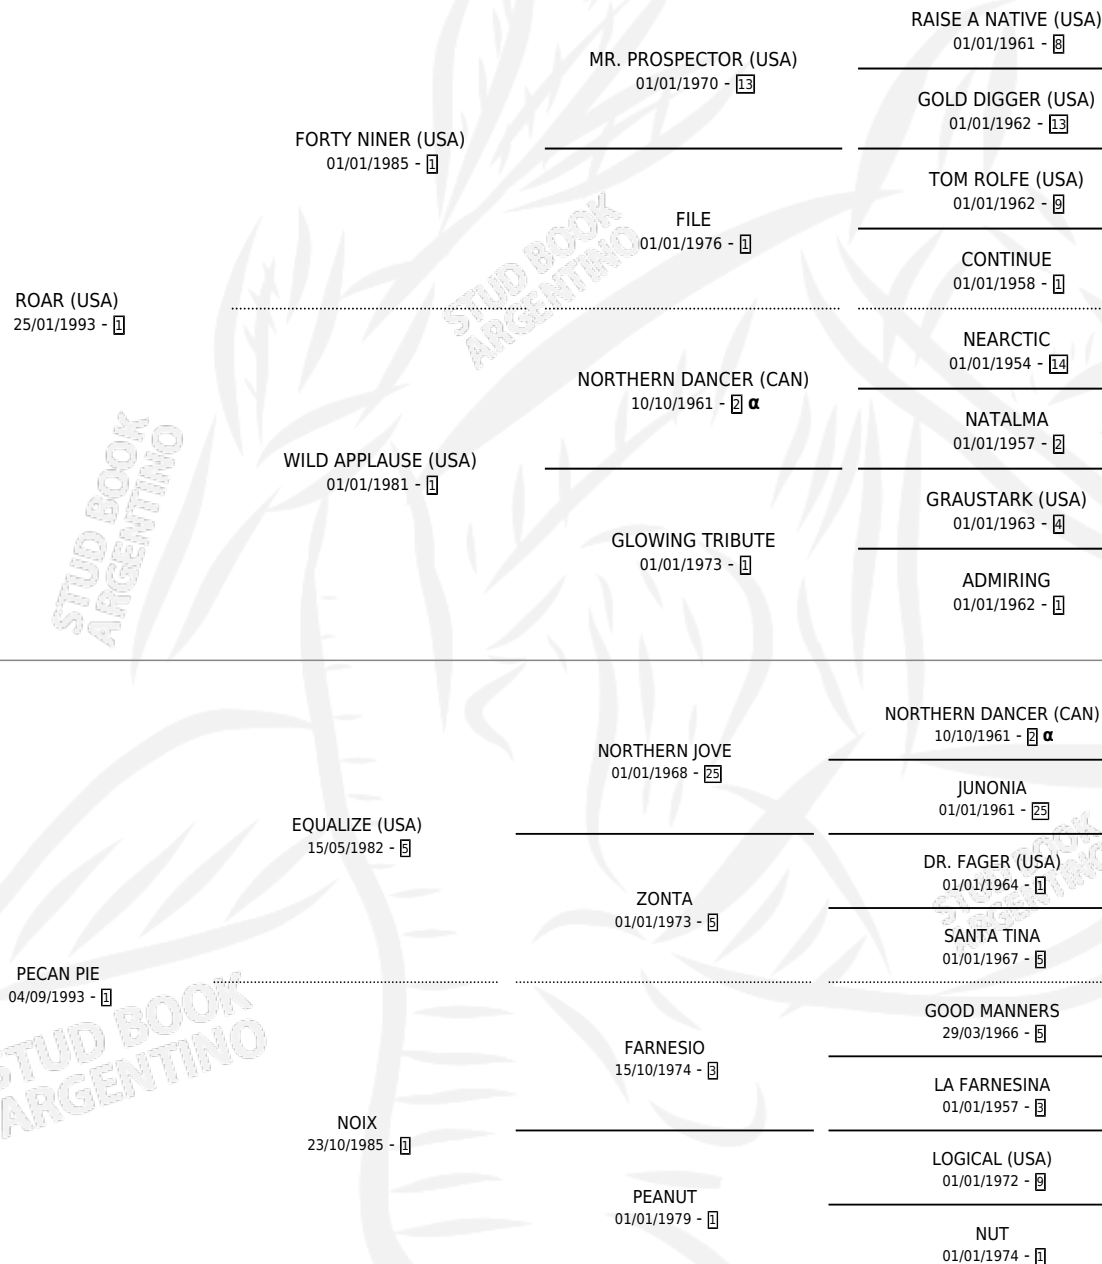 RAISE A NATIVE (USA)
01/01/1961 - 8
MR. PROSPECTOR (USA)
01/01/1970 - 13
GOLD DIGGER (USA)
01/01/1962 - 13
FORTY NINER (USA)
01/01/1985 - 1
TOM ROLFE (USA)
01/01/1962 - 9
FILE
01/01/1976 - 1
CONTINUE
01/01/1958 - 1
ROAR (USA)
25/01/1993 - 1
NEARCTIC
01/01/1954 - 14
NORTHERN DANCER (CAN)
10/10/1961 - 2 α
NATALMA
01/01/1957 - 2
WILD APPLAUSE (USA)
01/01/1981 - 1
GRAUSTARK (USA)
01/01/1963 - 4
GLOWING TRIBUTE
01/01/1973 - 1
ADMIRING
01/01/1962 - 1
NORTHERN DANCER (CAN)
10/10/1961 - 2 α
NORTHERN JOVE
01/01/1968 - 25
JUNONIA
01/01/1961 - 25
EQUALIZE (USA)
15/05/1982 - 5
DR. FAGER (USA)
01/01/1964 - 1
ZONTA
01/01/1973 - 5
SANTA TINA
01/01/1967 - 5
PECAN PIE
04/09/1993 - 1
GOOD MANNERS
29/03/1966 - 5
FARNESIO
15/10/1974 - 3
LA FARNESINA
01/01/1957 - 3
NOIX
23/10/1985 - 1
LOGICAL (USA)
01/01/1972 - 9
PEANUT
01/01/1979 - 1
NUT
01/01/1974 - 1
STUD BOOK
ARGENTINO
STUD BOOK
ARGENTINO
STUD BOOK
ARGENTINO
STUD BOOK
ARGENTINO